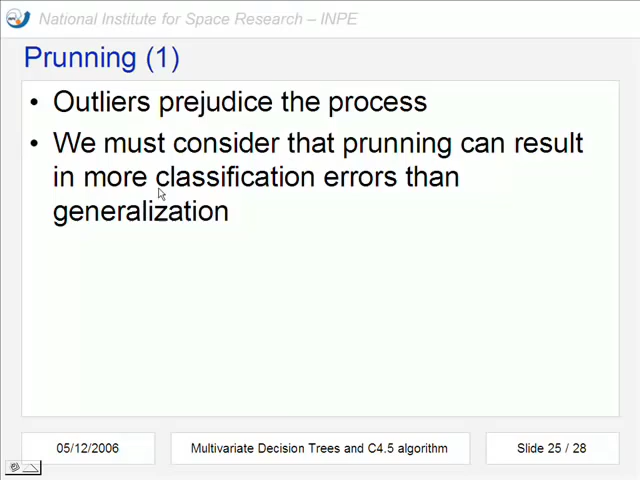 National Institute for Space Research – INPE
Prunning (1)
• Outliers prejudice the process
• We must consider that prunning can result
in more classification errors than
generalization
05/12/2006
Multivariate Decision Trees and C4.5 algorithm
Slide 25 / 28